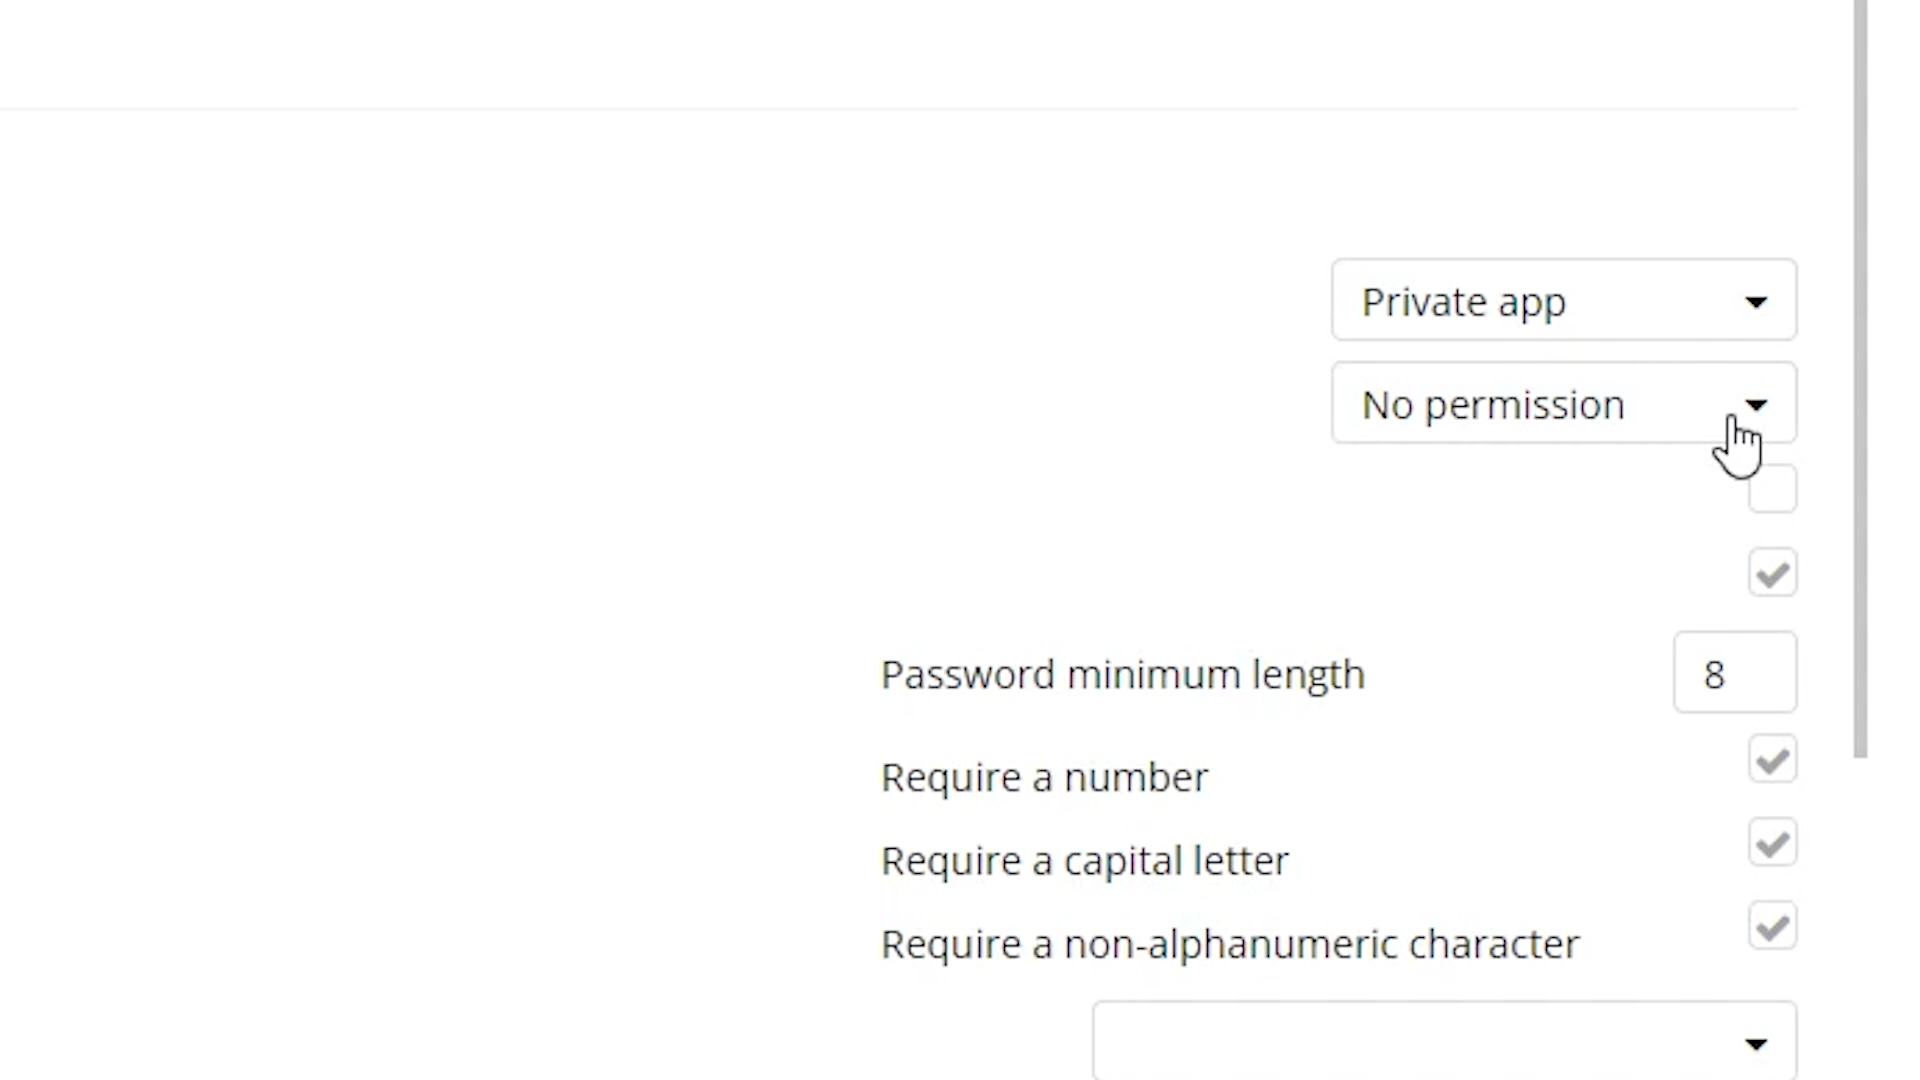 Private app
No permission
Password minimum length 8
Require a number
Require a capital letter
Require a non-alphanumeric character